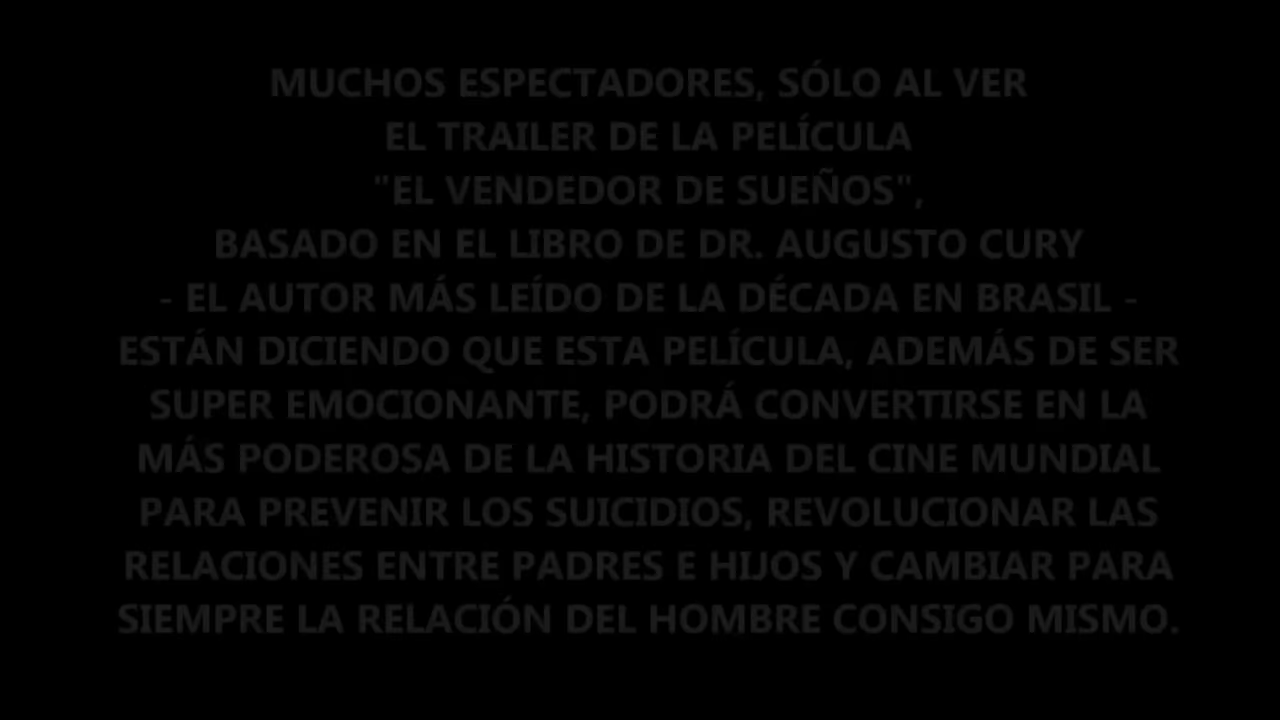 MUCHOS ESPECTADORES, SÓLO AL VER
EL TRAILER DE LA PELÍCULA
"EL VENDEDOR DE SUEÑOS",
BASADO EN EL LIBRO DE DR. AUGUSTO CURY
- EL AUTOR MÁS LEÍDO DE LA DÉCADA EN BRASIL -
ESTÁN DICIENDO QUE ESTA PELÍCULA, ADEMÁS DE SER
SUPER EMOCIONANTE, PODRÁ CONVERTIRSE EN LA
MÁS PODEROSA DE LA HISTORIA DEL CINE MUNDIAL
PARA PREVENIR LOS SUICIDIOS, REVOLUCIONAR LAS
RELACIONES ENTRE PADRES E HIJOS Y CAMBIAR PARA
SIEMPRE LA RELACIÓN DEL HOMBRE CONSIGO MISMO.